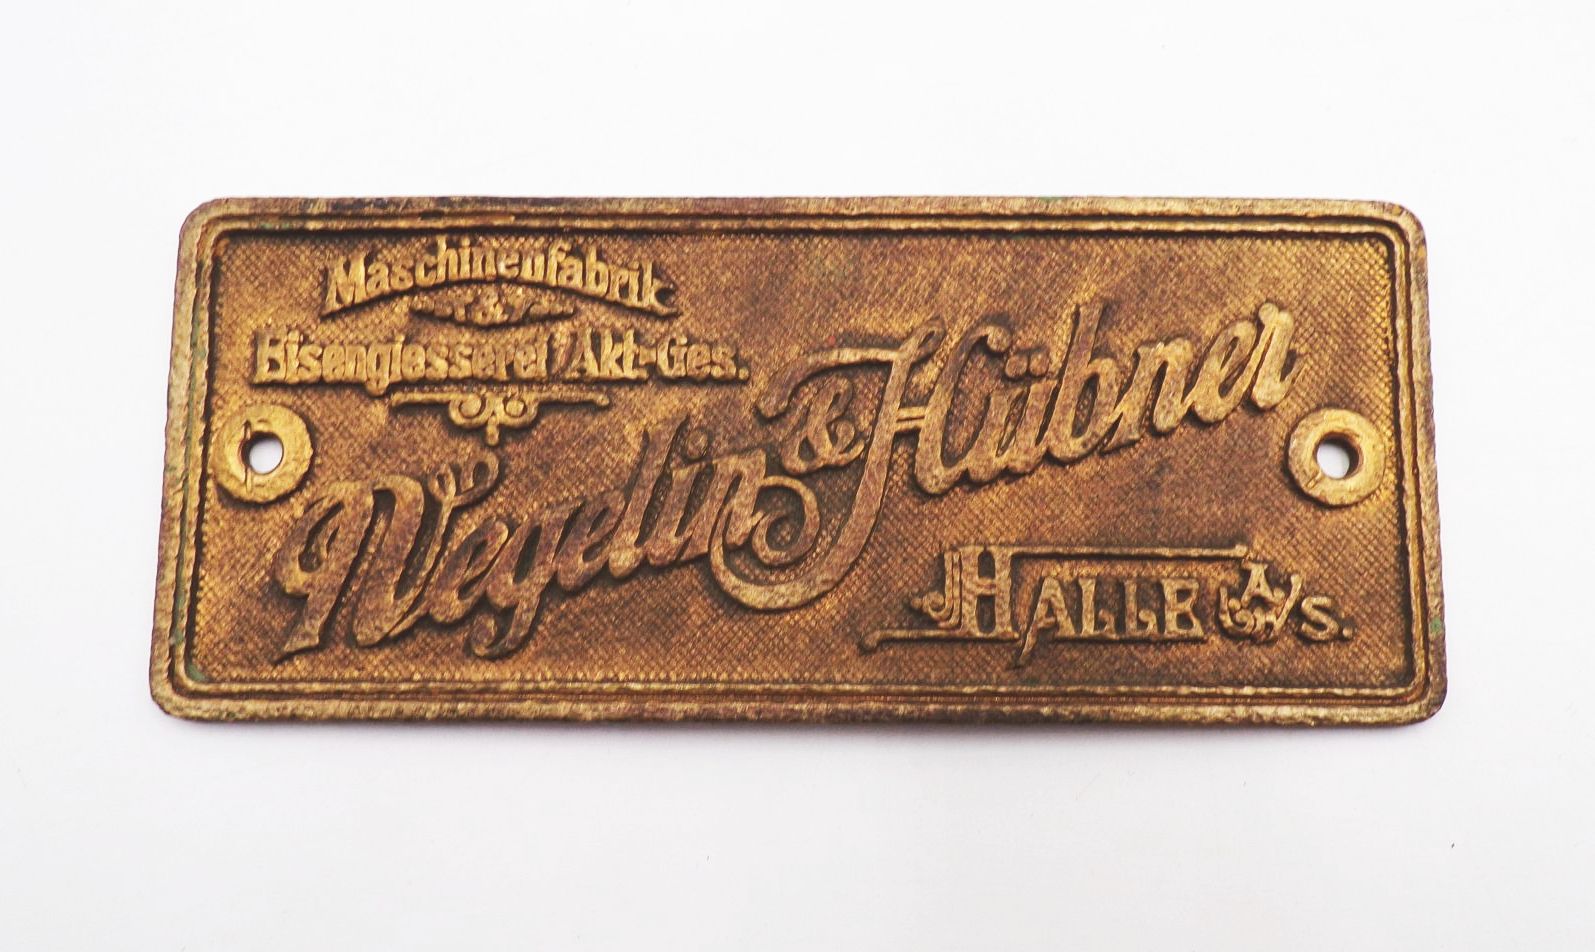 Maschinenfabrik
&
Eisengiesserei Akt-Ges.
Wegelin & Hübner
HALLE A/S.